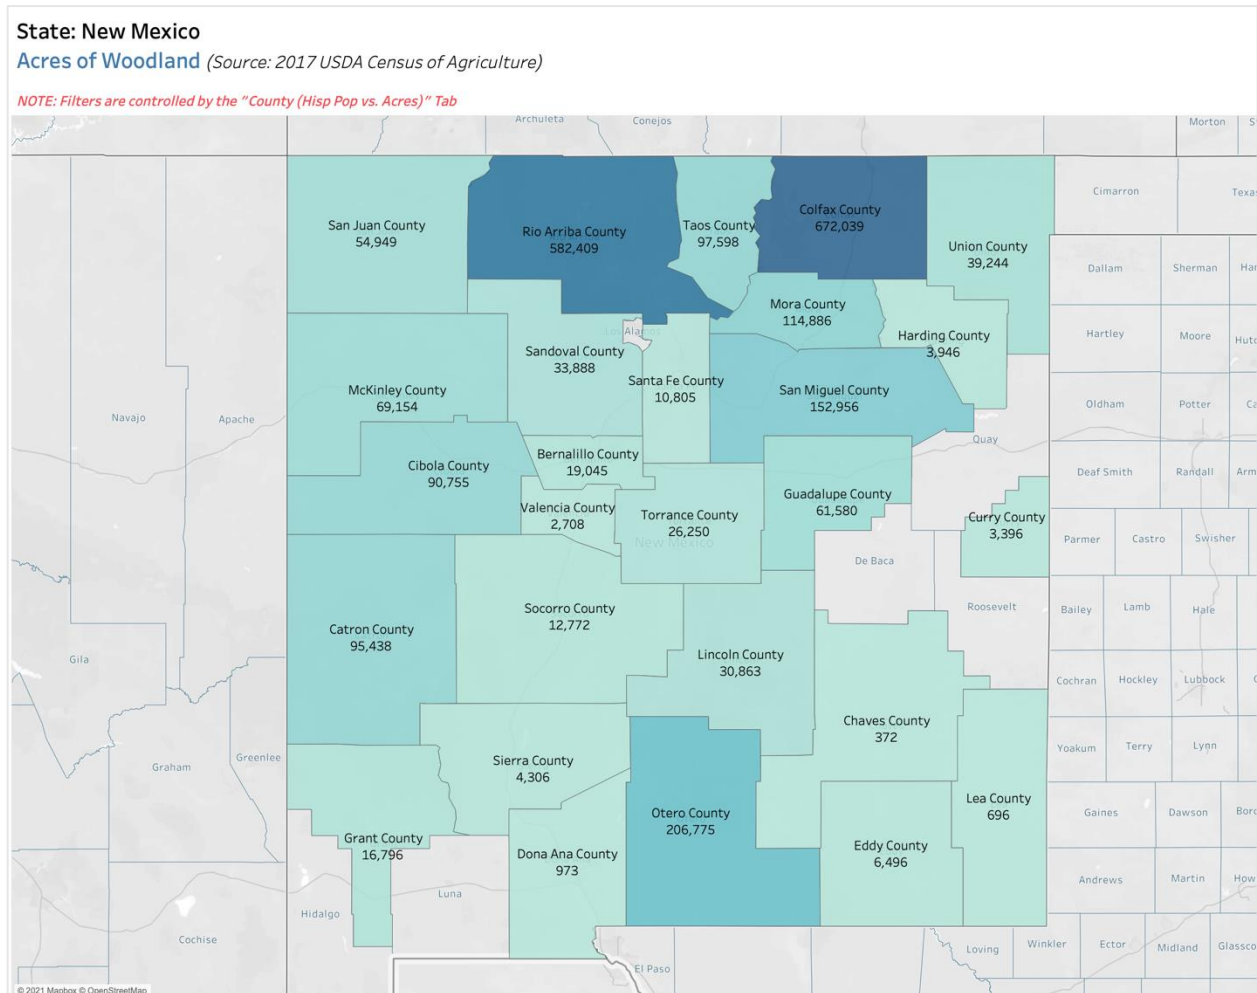 State: New Mexico
Acres of Woodland (Source: 2017 USDA Census of Agriculture)
NOTE: Filters are controlled by the "County (Hisp Pop vs. Acres)" Tab
Archuleta
Conejos
Morton
Cimarron
San Juan County
54,949
Rio Arriba County
582,409
Taos County
97,598
Colfax County
672,039
Union County
39,244
Dallam
Sherman
Mora County
114,886
Harding County
3,946
Hartley
Moore
Los Alamos
Sandoval County
33,888
Santa Fe County
10,805
San Miguel County
152,956
McKinley County
69,154
Navajo
Apache
Oldham
Potter
Quay
Cibola County
90,755
Bernalillo County
19,045
Guadalupe County
61,580
Deaf Smith
Randall
Valencia County
2,708
Torrance County
26,250
New Mexico
Curry County
3,396
Parmer
Castro
Swisher
De Baca
Roosevelt
Bailey
Lamb
Hale
Socorro County
12,772
Catron County
95,438
Gila
Lincoln County
30,863
Cochran
Hockley
Lubbock
Chaves County
372
Yoakum
Terry
Lynn
Graham
Greenlee
Sierra County
4,306
Otero County
206,775
Lea County
696
Gaines
Dawson
Grant County
16,796
Dona Ana County
973
Eddy County
6,496
Andrews
Martin
Luna
Hidalgo
Cochise
Loving
Winkler
Ector
Midland
El Paso
© 2021 Mapbox © OpenStreetMap